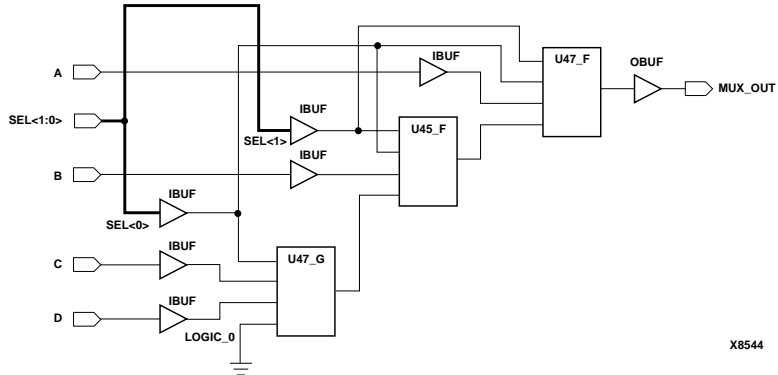 U47_F
IBUF
OBUF
A
MUX_OUT
IBUF
SEL<1:0>
U45_F
SEL<1>
IBUF
B
IBUF
SEL<0>
IBUF
U47_G
C
IBUF
D
LOGIC_0
X8544